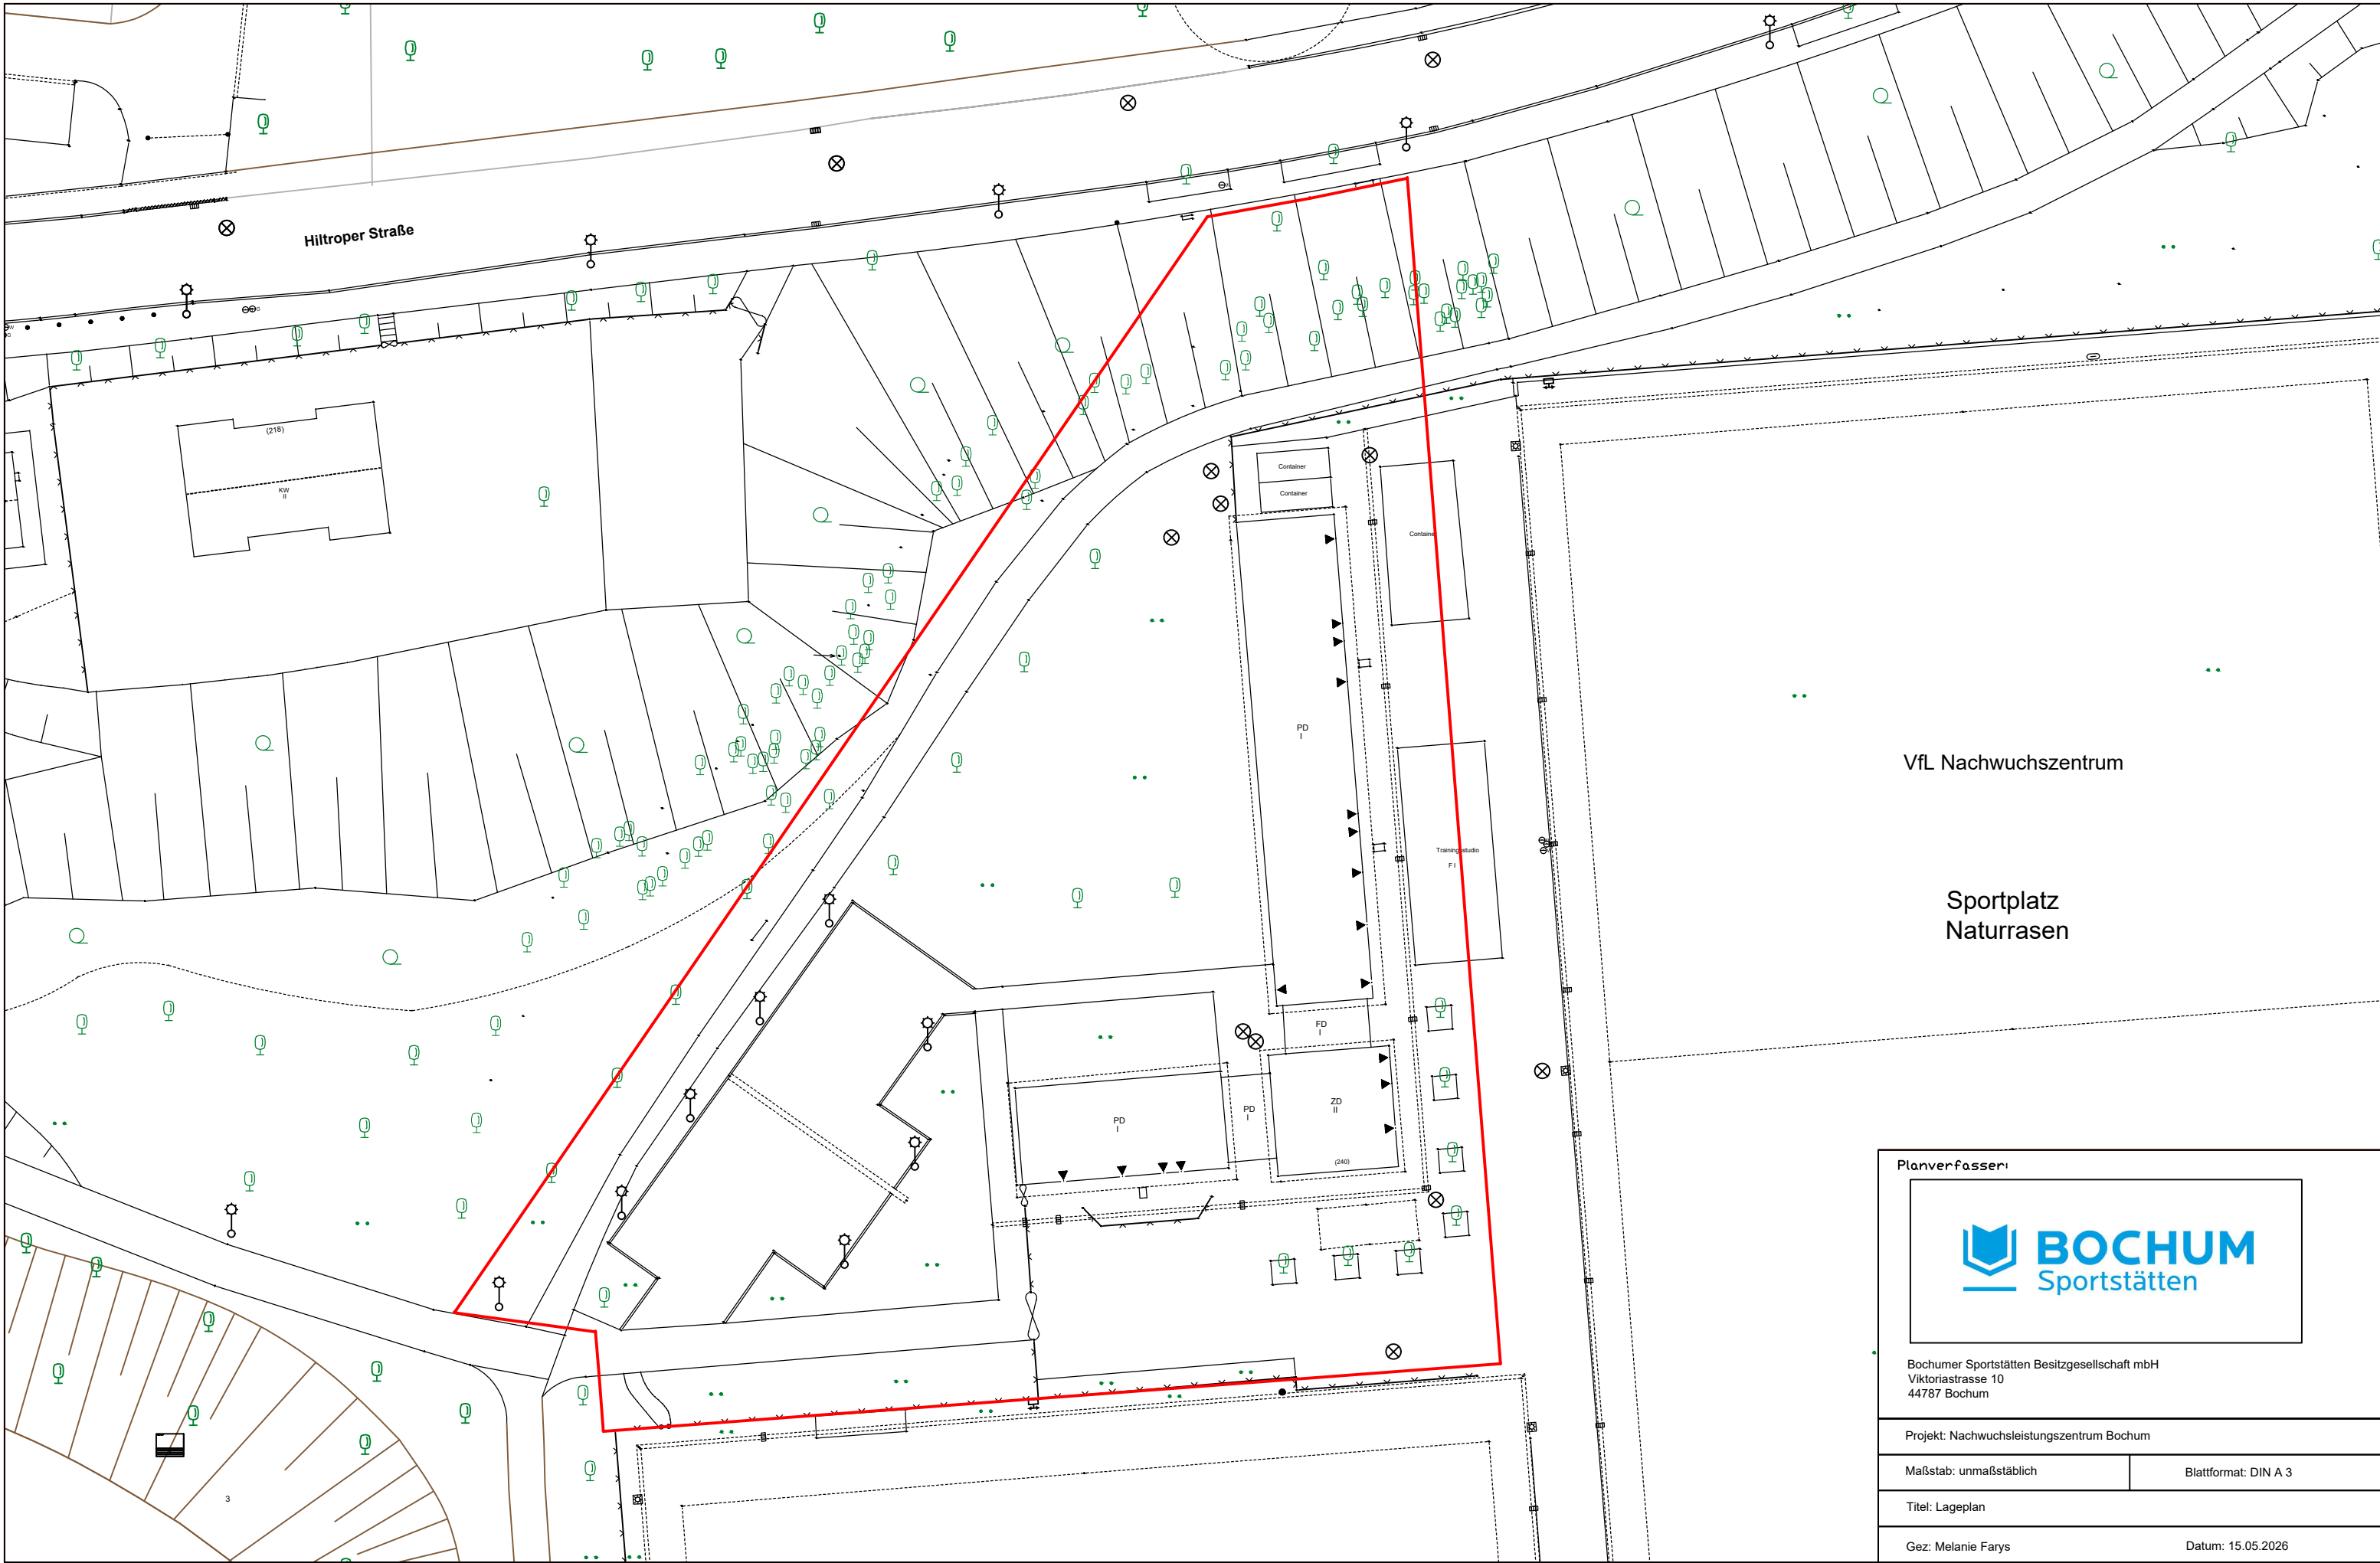 Hiltroper Straße
(218)
KW
II
Container
Container
Container
PD
I
VfL Nachwuchszentrum
Trainingsstudio
F I
Sportplatz
Naturrasen
FD
I
PD
I
PD
I
ZD
II
(240)
3
Planverfasser:
BOCHUM
Sportstätten
Bochumer Sportstätten Besitzgesellschaft mbH
Viktoriastrasse 10
44787 Bochum
Projekt: Nachwuchsleistungszentrum Bochum
Maßstab: unmaßstäblich
Blattformat: DIN A 3
Titel: Lageplan
Gez: Melanie Farys
Datum: 15.05.2026